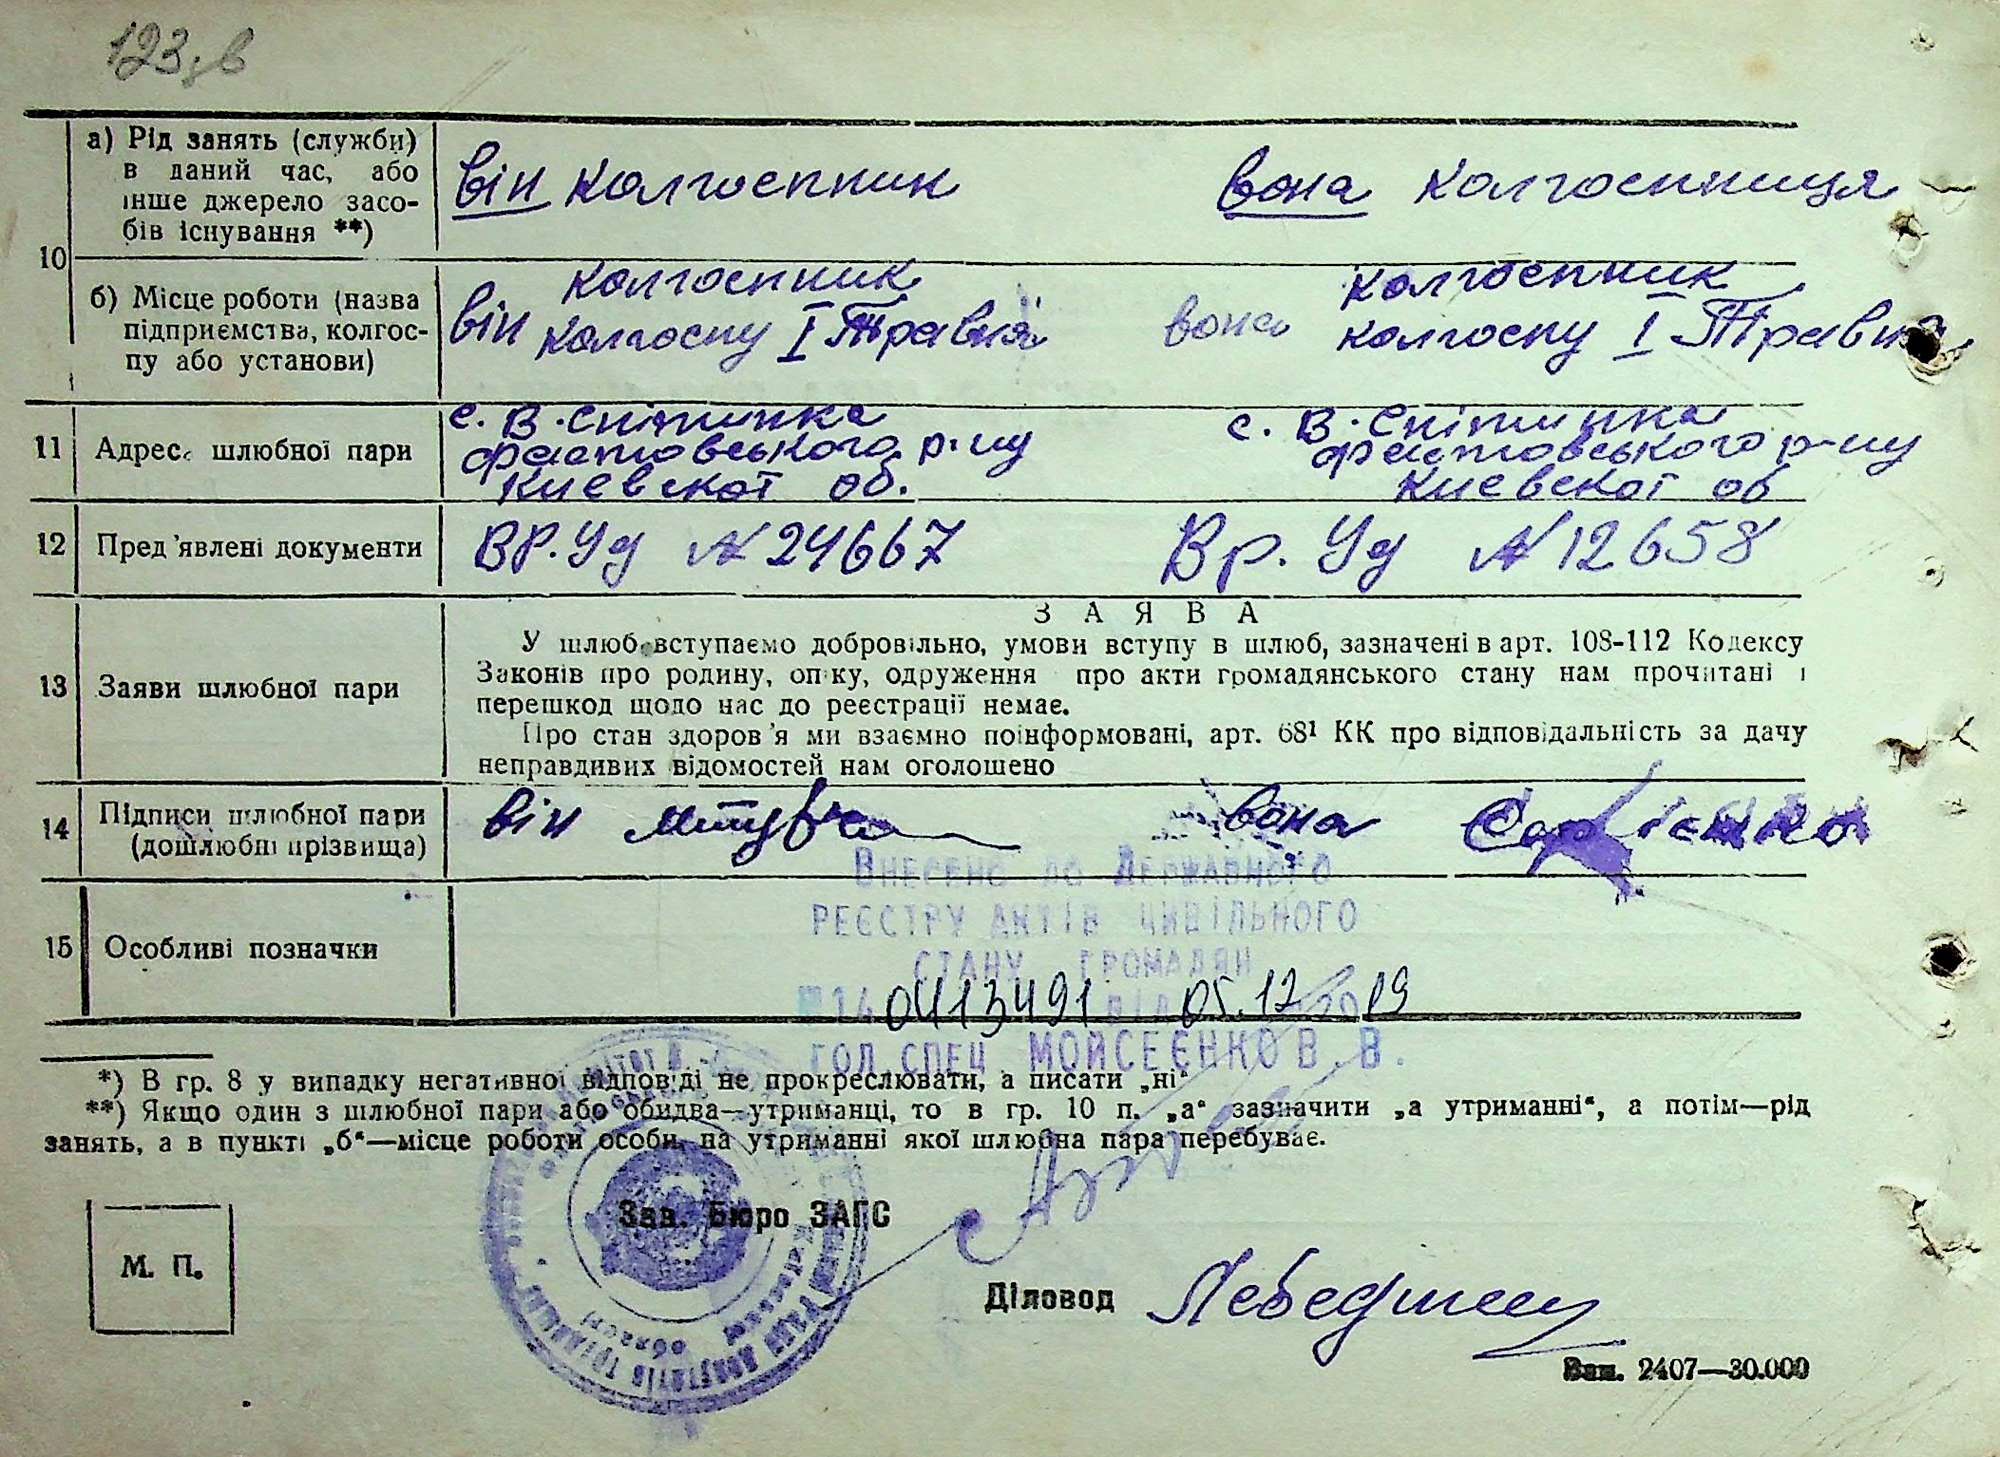 123
а) Рід занять (служби) в даний час, або інше джерело засобів існування **)
він колгоспник вона колгоспниця
10
б) Місце роботи (назва підприємства, колгоспу або установи)
він колгоспник колгоспу І Травня вона колгоспник колгоспу І Травня
11 Адреса шлюбної пари
с. В. Снітинка с. В. Снітинка
фастовського р-ну фастовського р-ну
Києвскої об. Києвскої об
12 Пред'явлені документи ВР. Уд № 24667 Вр. Уд № 12658
ЗАЯВА
13 Заяви шлюбної пари
У шлюб вступаємо добровільно, умови вступу в шлюб, зазначені в арт. 108-112 Кодексу
Законів про родину, опіку, одруження про акти громадянського стану нам прочитані і
перешкод щодо нас до реєстрації немає.
Про стан здоров'я ми взаємно поінформовані, арт. 68¹ КК про відповідальність за дачу
неправдивих відомостей нам оголошено
14 Підписи шлюбної пари (дошлюбні прізвища) він вона
Внесено до Державного
реєстру актів цивільного
стану громадян
15 Особливі позначки
№14 0413491 від 05.12 2019
гол.спец Мойсеєнко В. В.
*) В гр. 8 у випадку негативної відповіді не прокреслювати, а писати „ні“
**) Якщо один з шлюбної пари або обидва—утриманці, то в гр. 10 п. „а“ зазначити „а утриманні“, а потім—рід
занять, а в пункті „б“—місце роботи особи, на утриманні якої шлюбна пара перебуває.
Зав. Бюро ЗАГС
М. П.
Діловод
Зам. 2407—30.000